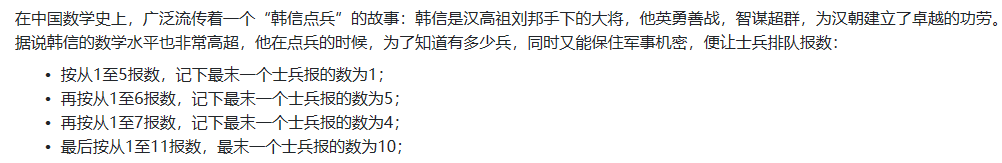 在中国数学史上，广泛流传着一个“韩信点兵”的故事：韩信是汉高祖刘邦手下的大将，他英勇善战，智谋超群，为汉朝建立了卓越的功劳。
据说韩信的数学水平也非常高超，他在点兵的时候，为了知道有多少兵，同时又能保住军事机密，便让士兵排队报数：
• 按从1至5报数，记下最末一个士兵报的数为1；
• 再按从1至6报数，记下最末一个士兵报的数为5；
• 再按从1至7报数，记下最末一个士兵报的数为4；
• 最后按从1至11报数，最末一个士兵报的数为10；